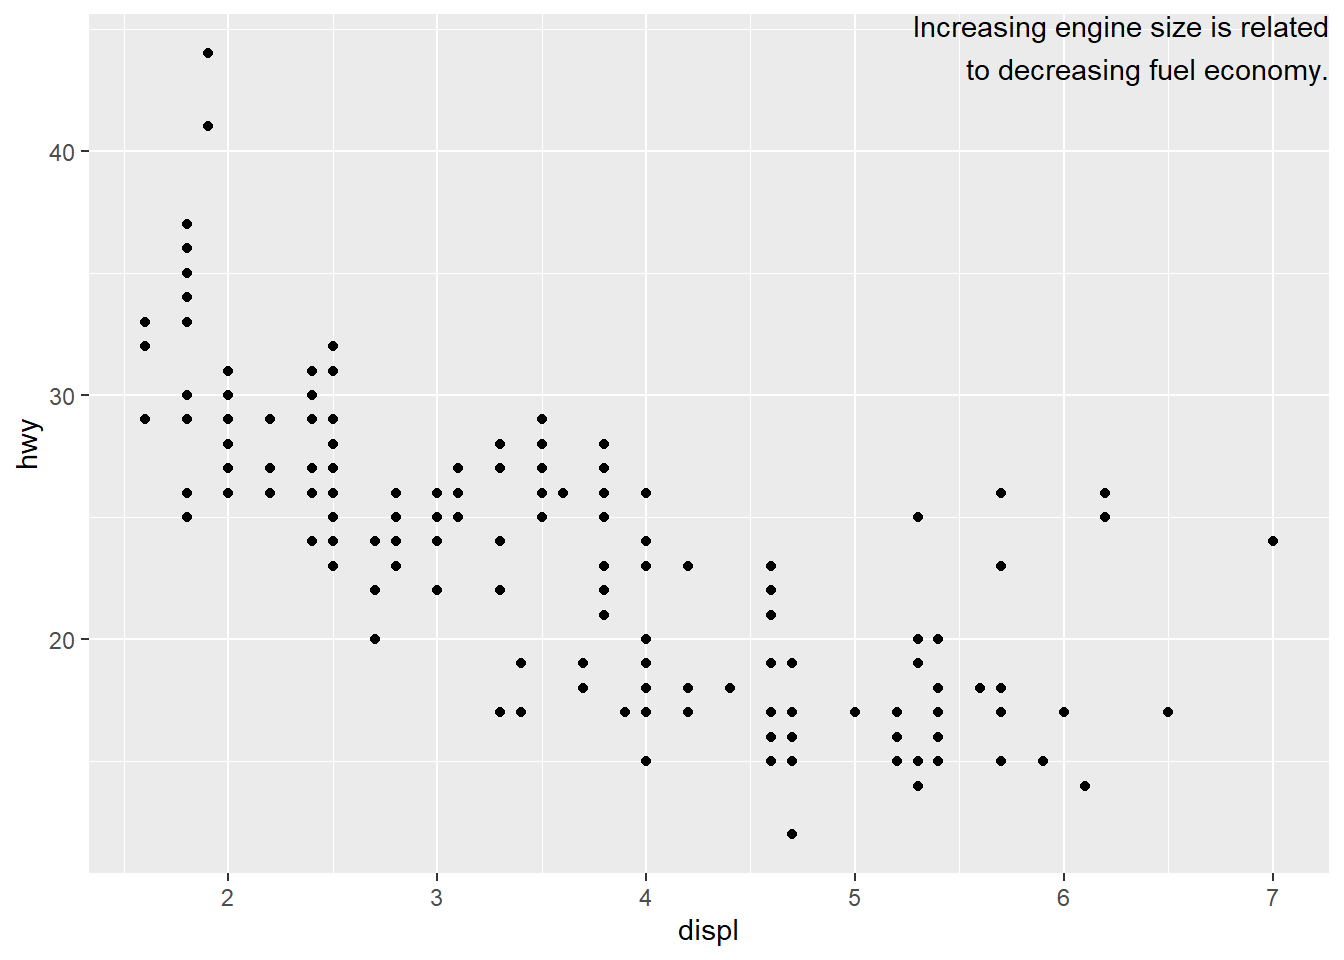 Increasing engine size is related
to decreasing fuel economy.
40
30
20
hwy
2 3 4 5 6 7
displ